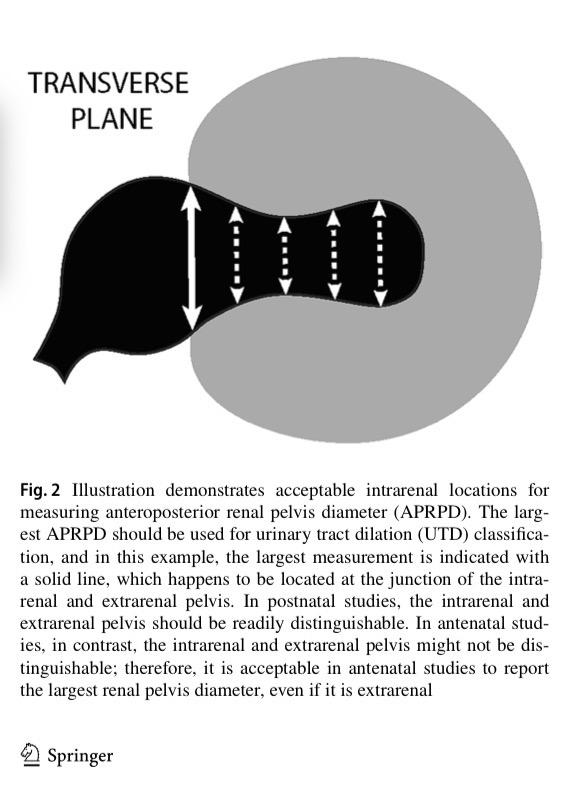 TRANSVERSE
PLANE
Fig. 2 Illustration demonstrates acceptable intrarenal locations for
measuring anteroposterior renal pelvis diameter (APRPD). The larg-
est APRPD should be used for urinary tract dilation (UTD) classifica-
tion, and in this example, the largest measurement is indicated with
a solid line, which happens to be located at the junction of the intra-
renal and extrarenal pelvis. In postnatal studies, the intrarenal and
extrarenal pelvis should be readily distinguishable. In antenatal stud-
ies, in contrast, the intrarenal and extrarenal pelvis might not be dis-
tinguishable; therefore, it is acceptable in antenatal studies to report
the largest renal pelvis diameter, even if it is extrarenal
Springer